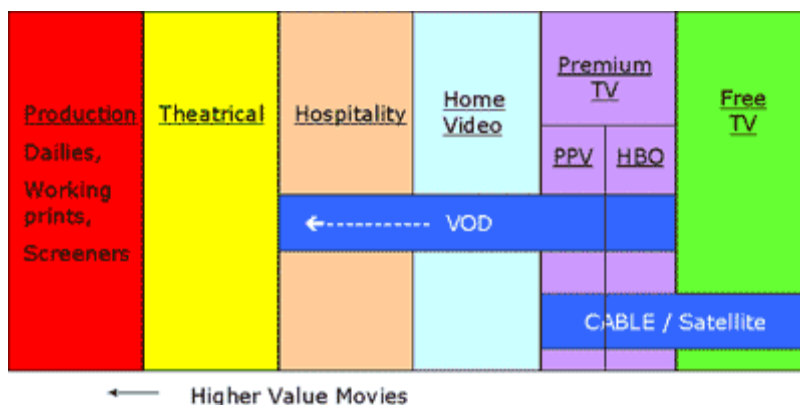 Production
Dailies,
Working
prints,
Screeners
Theatrical
Hospitality
Home
Video
Premium
TV
PPV
HBO
Free
TV
VOD
CABLE / Satellite
Higher Value Movies